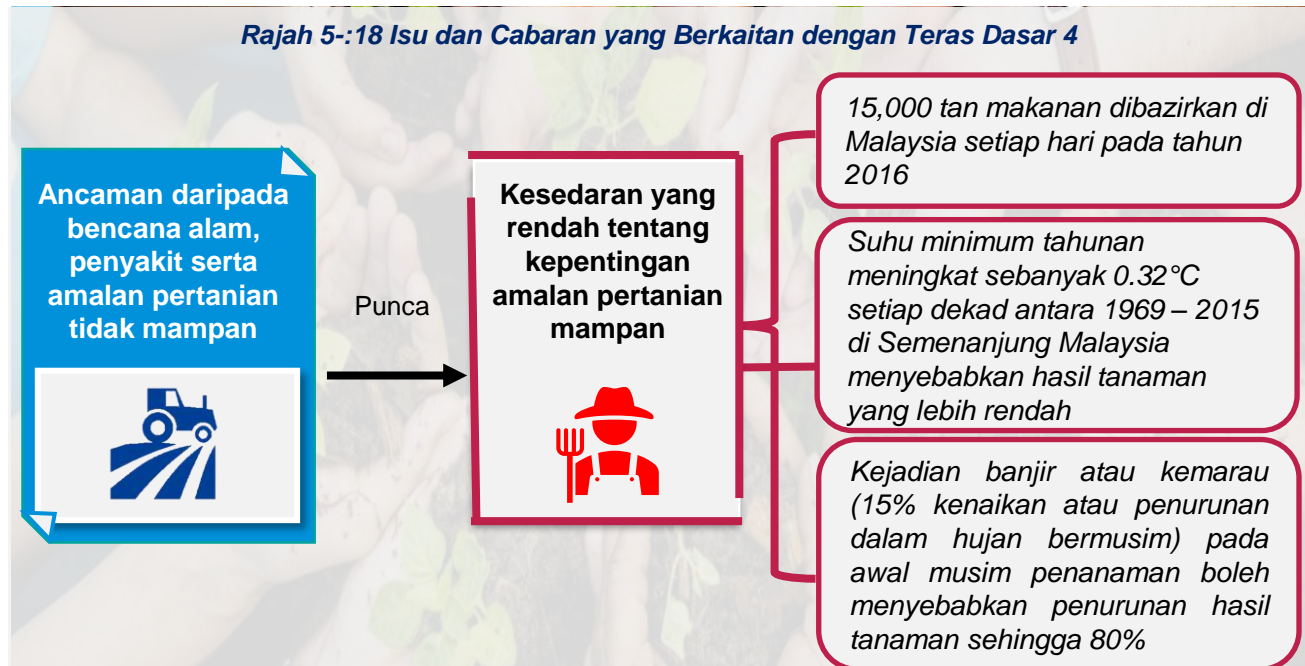 Rajah 5-:18 Isu dan Cabaran yang Berkaitan dengan Teras Dasar 4
Ancaman daripada
bencana alam,
penyakit serta
amalan pertanian
tidak mampan
Punca
Kesedaran yang
rendah tentang
kepentingan
amalan pertanian
mampan
15,000 tan makanan dibazirkan di
Malaysia setiap hari pada tahun
2016
Suhu minimum tahunan
meningkat sebanyak 0.32°C
setiap dekad antara 1969 – 2015
di Semenanjung Malaysia
menyebabkan hasil tanaman
yang lebih rendah
Kejadian banjir atau kemarau
(15% kenaikan atau penurunan
dalam hujan bermusim) pada
awal musim penanaman boleh
menyebabkan penurunan hasil
tanaman sehingga 80%